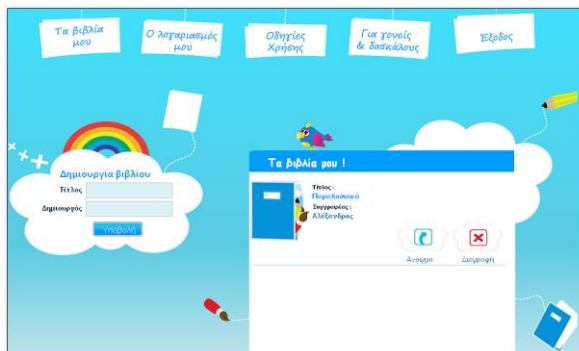 Τα βιβλία
μου
Ο λογαριασμός
μου
Οδηγίες
Χρήσης
Για γονείς
& δασκάλους
Έξοδος
Δημιουργία βιβλίου
Τίτλος
Δημιουργός
Υποβολή
Τα βιβλία μου !
Τίτλος :
Παραδοσιακά
Συγγραφέας :
Αλέξανδρος
Άνοιγμα
Διαγραφή